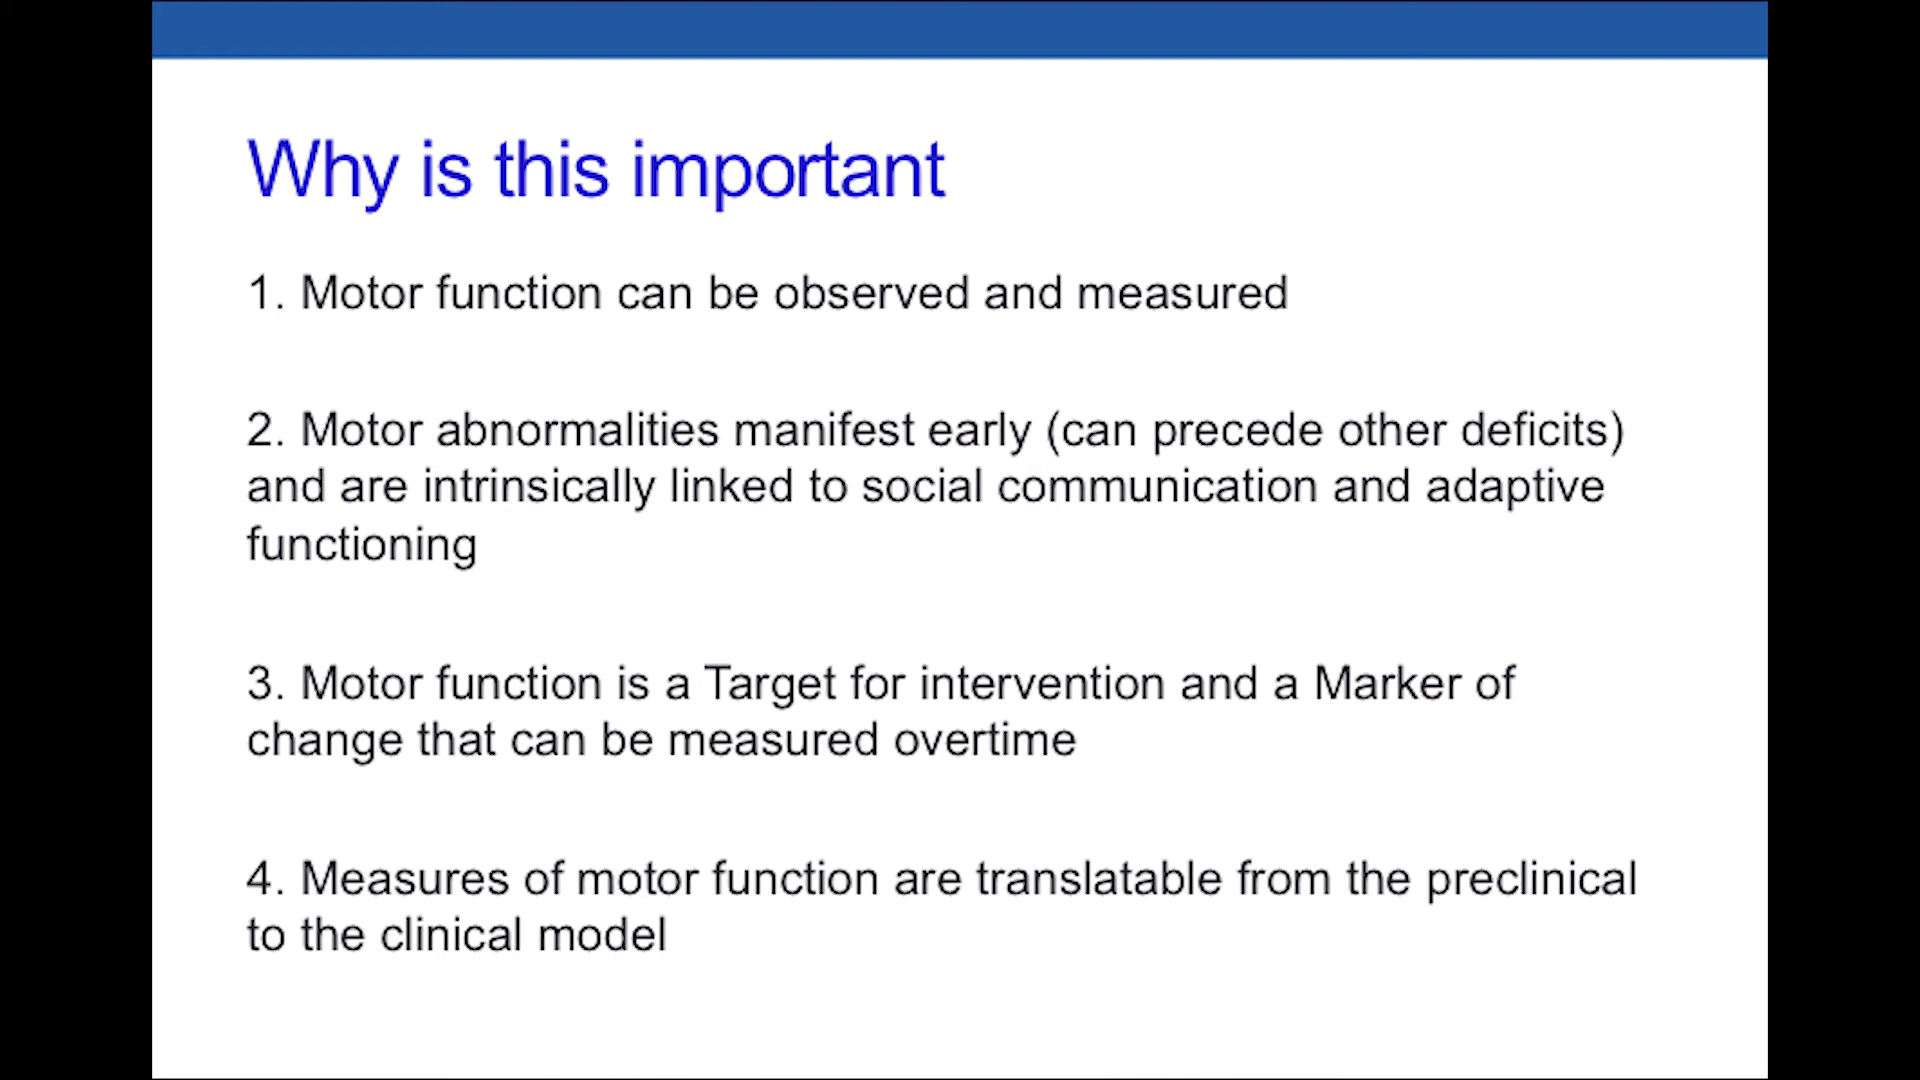 Why is this important
1. Motor function can be observed and measured
2. Motor abnormalities manifest early (can precede other deficits)
and are intrinsically linked to social communication and adaptive
functioning
3. Motor function is a Target for intervention and a Marker of
change that can be measured overtime
4. Measures of motor function are translatable from the preclinical
to the clinical model